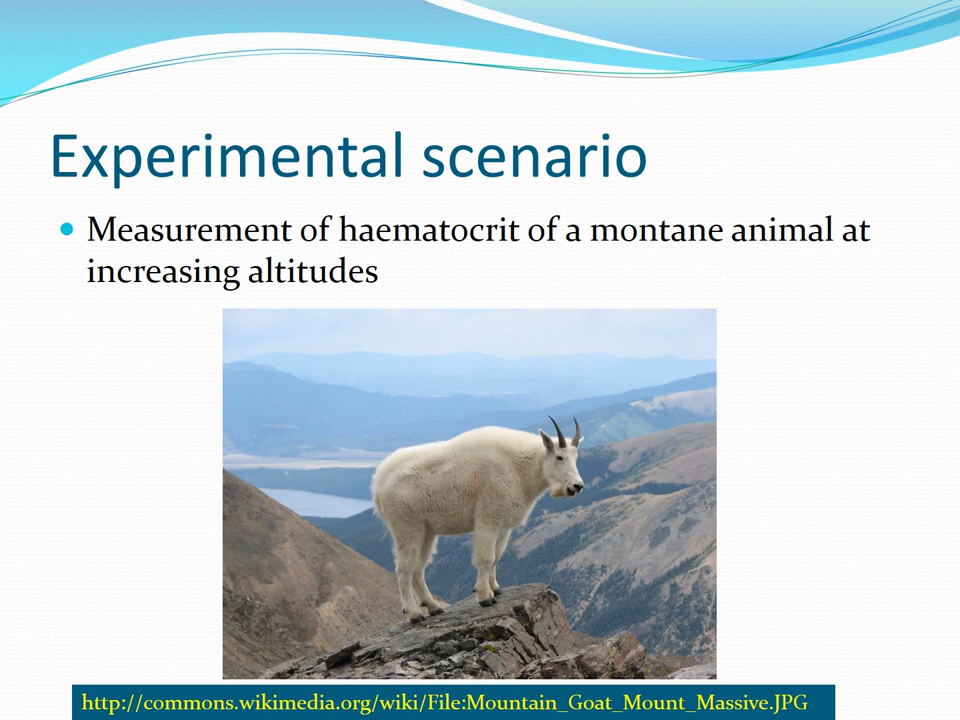 Experimental scenario
Measurement of haematocrit of a montane animal at
increasing altitudes
http://commons.wikimedia.org/wiki/File:Mountain_Goat_Mount_Massive.JPG